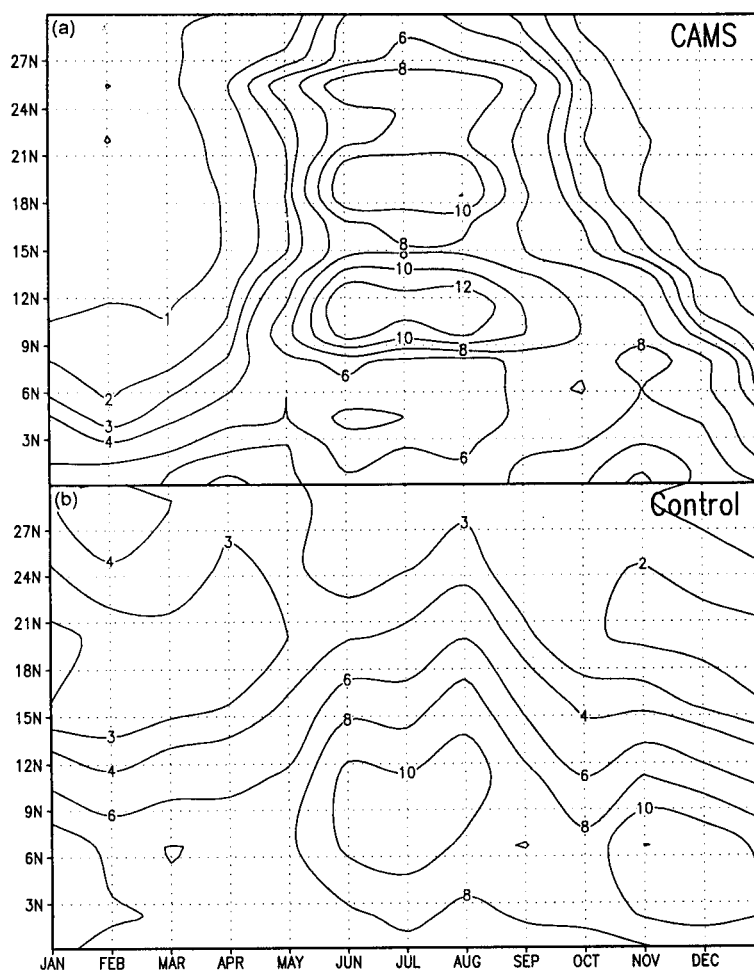 (a)
CAMS
27N
24N
21N
18N
15N
12N
9N
6N
3N
6
8
10
8
8
10
12
10
8
6
6
8
1
2
3
4
(b)
Control
27N
24N
21N
18N
15N
12N
9N
6N
3N
3
3
4
2
6
8
4
3
4
6
10
6
8
10
8
JAN FEB MAR APR MAY JUN JUL AUG SEP OCT NOV DEC